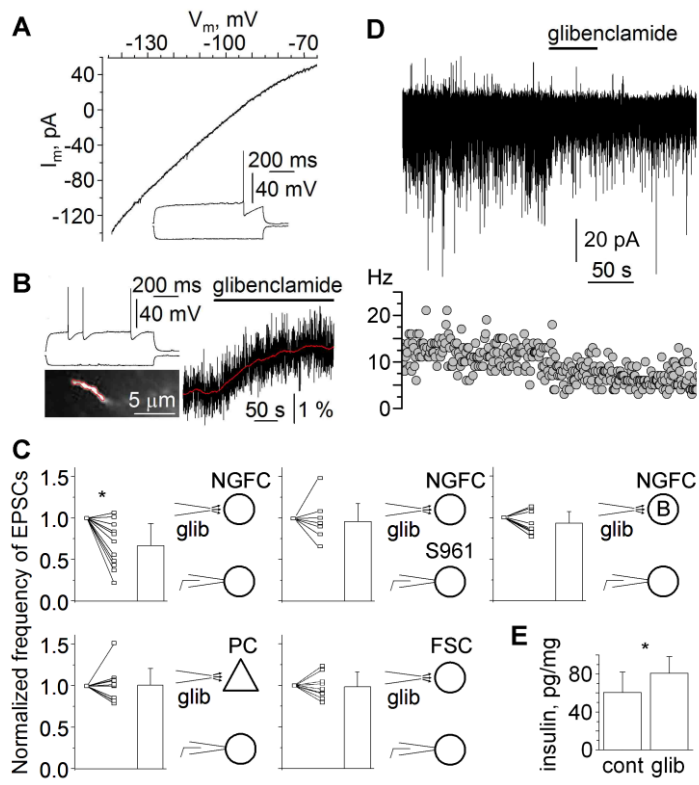 A
Vm, mV
-130 -100 -70
40
0
-40
-80
-120
Im, pA
200 ms
40 mV
B
200 ms
40 mV
glibenclamide
5 μm
50 s
1 %
D
glibenclamide
20 pA
50 s
Hz
20
10
0
C
Normalized frequency of EPSCs
1.5
1.0
0.5
0.0
*
NGFC
glib
NGFC
glib
S961
NGFC
B
glib
1.5
1.0
0.5
0.0
PC
glib
FSC
glib
E
insulin, pg/mg
80
40
0
*
cont glib